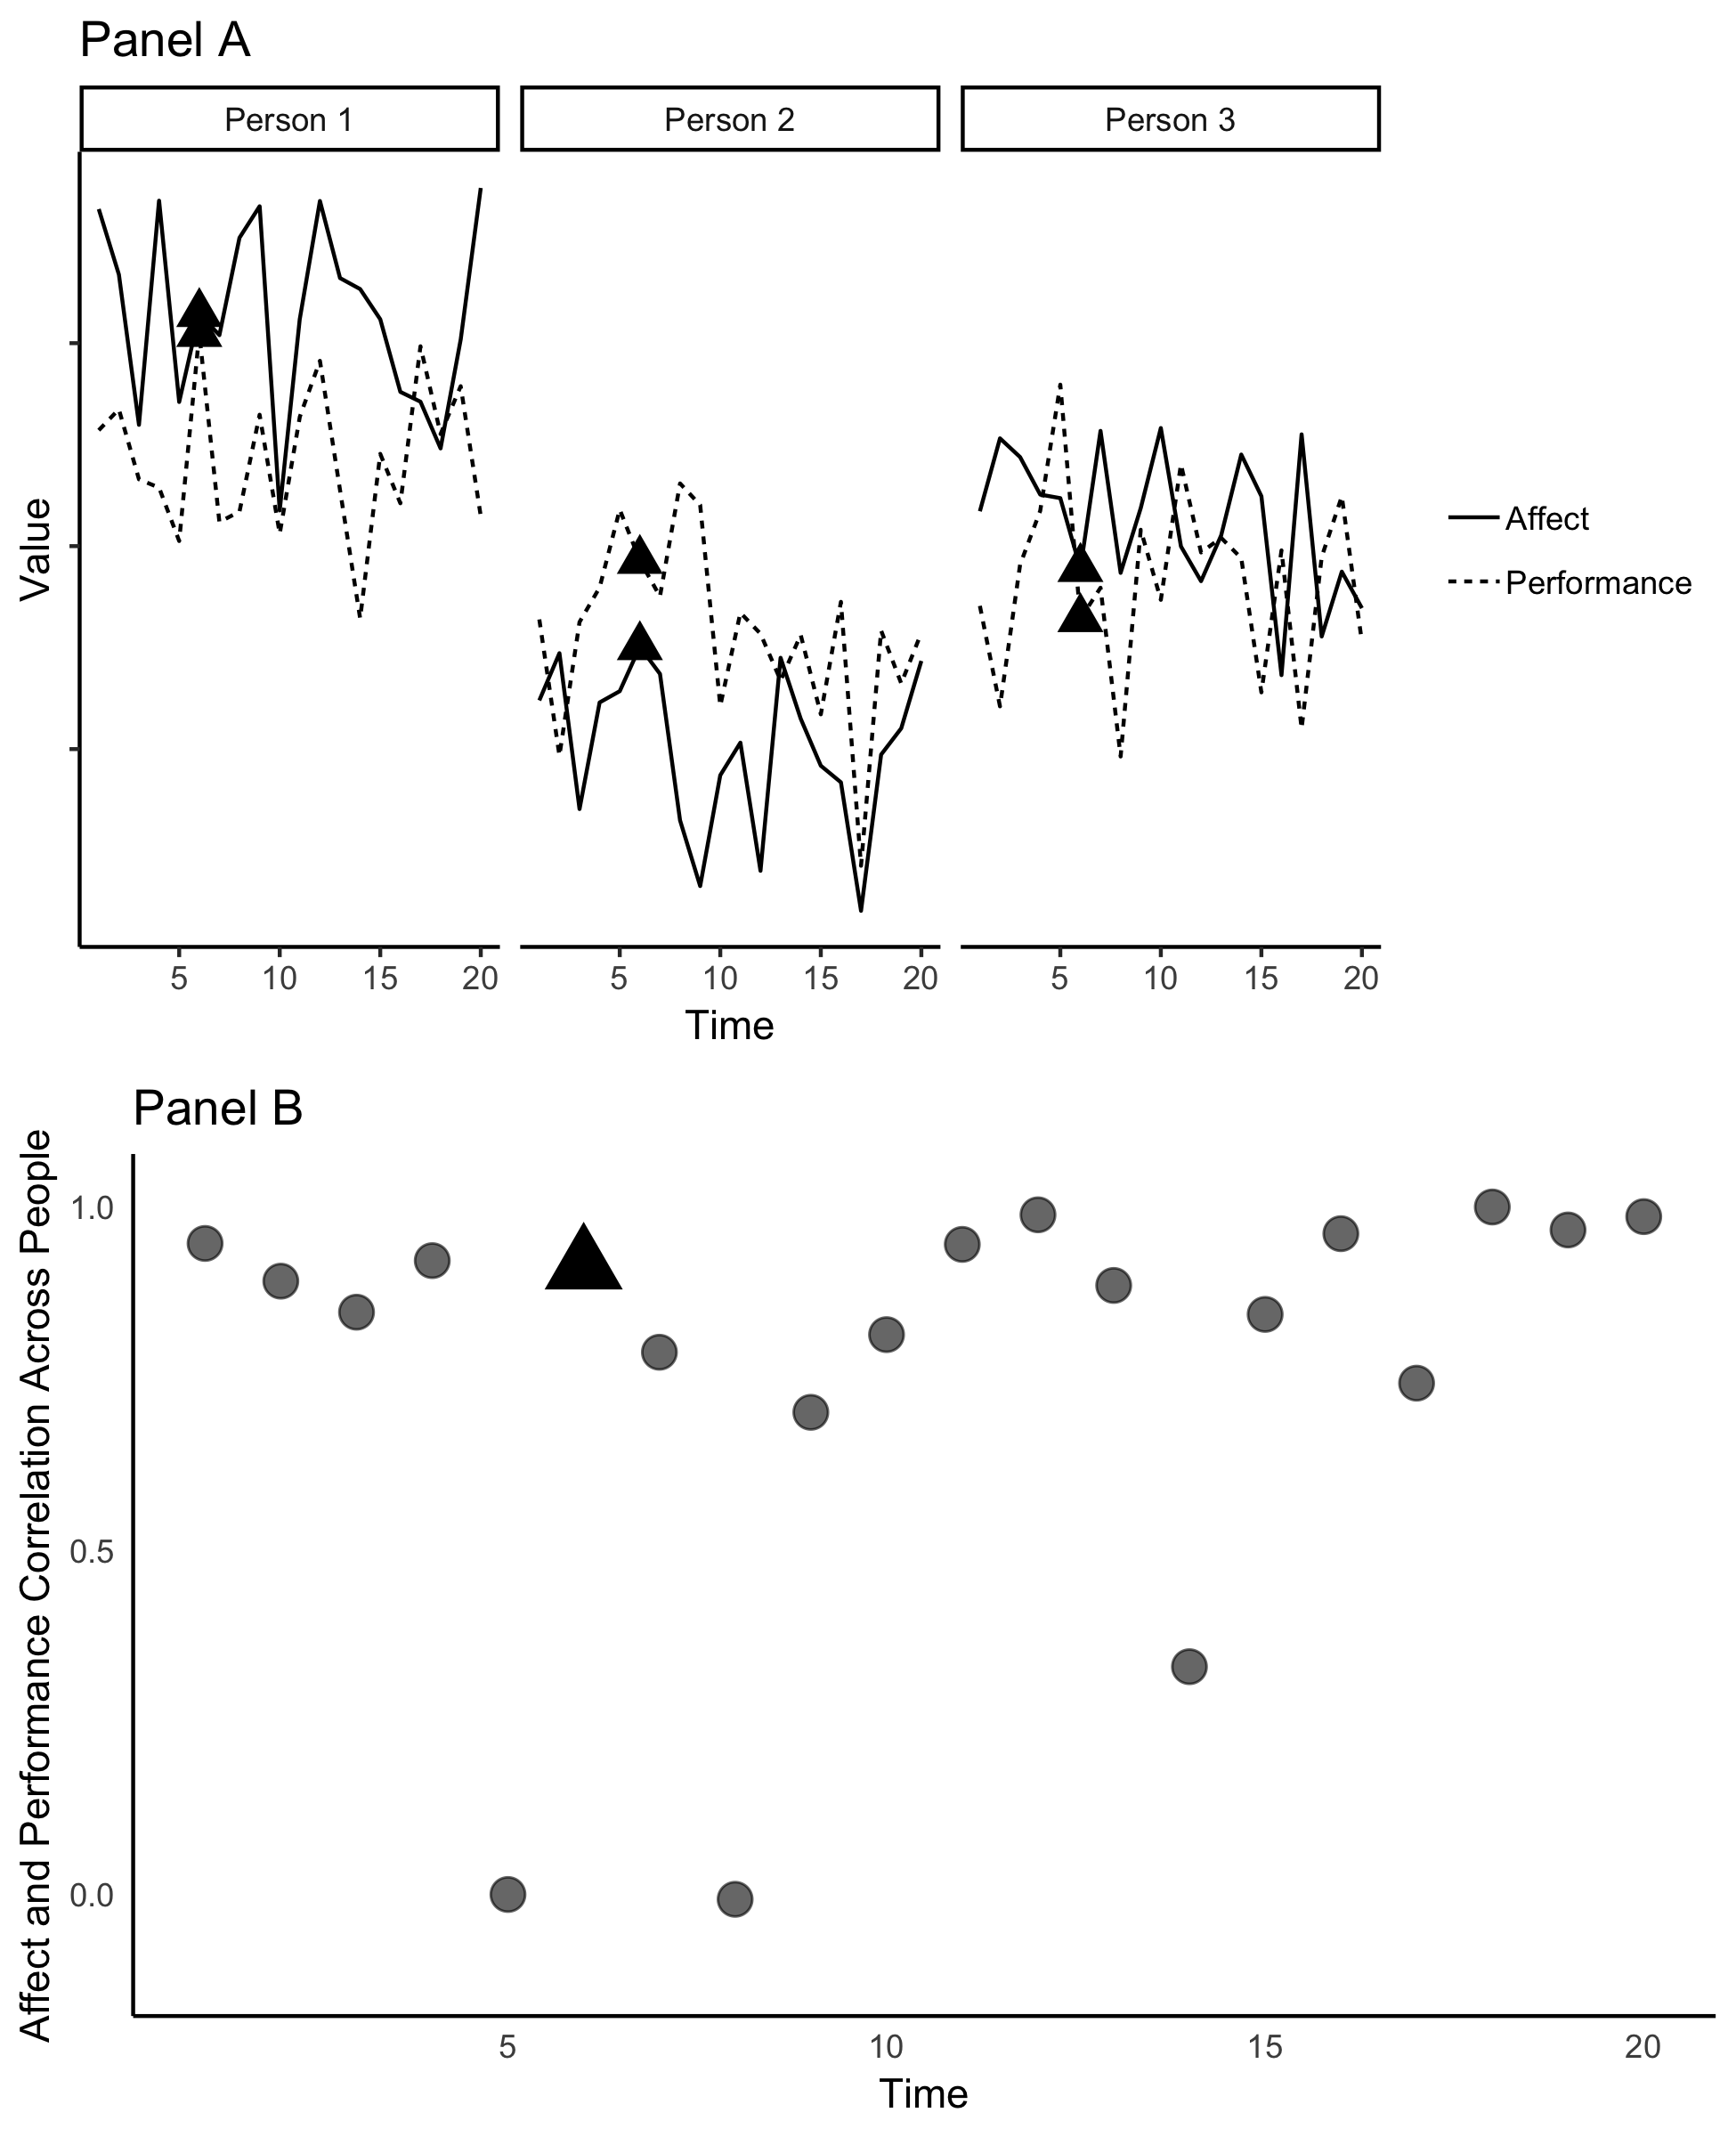 Panel A
Person 1 Person 2 Person 3
Value
Affect
Performance
5 10 15 20 5 10 15 20 5 10 15 20
Time
Panel B
Affect and Performance Correlation Across People
1.0
0.5
0.0
5 10 15 20
Time